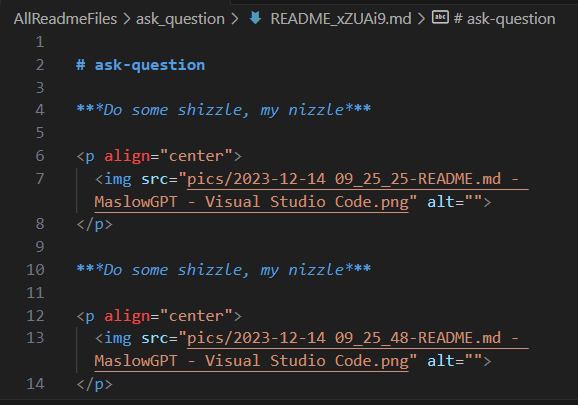 AllReadmeFiles > ask_question > README_xZUAi9.md > # ask-question
1
2 # ask-question
3
4 ***Do some shizzle, my nizzle***
5
6 <p align="center">
7 <img src="pics/2023-12-14 09_25_25-README.md -
MaslowGPT - Visual Studio Code.png" alt="">
8 </p>
9
10 ***Do some shizzle, my nizzle***
11
12 <p align="center">
13 <img src="pics/2023-12-14 09_25_48-README.md -
MaslowGPT - Visual Studio Code.png" alt="">
14 </p>